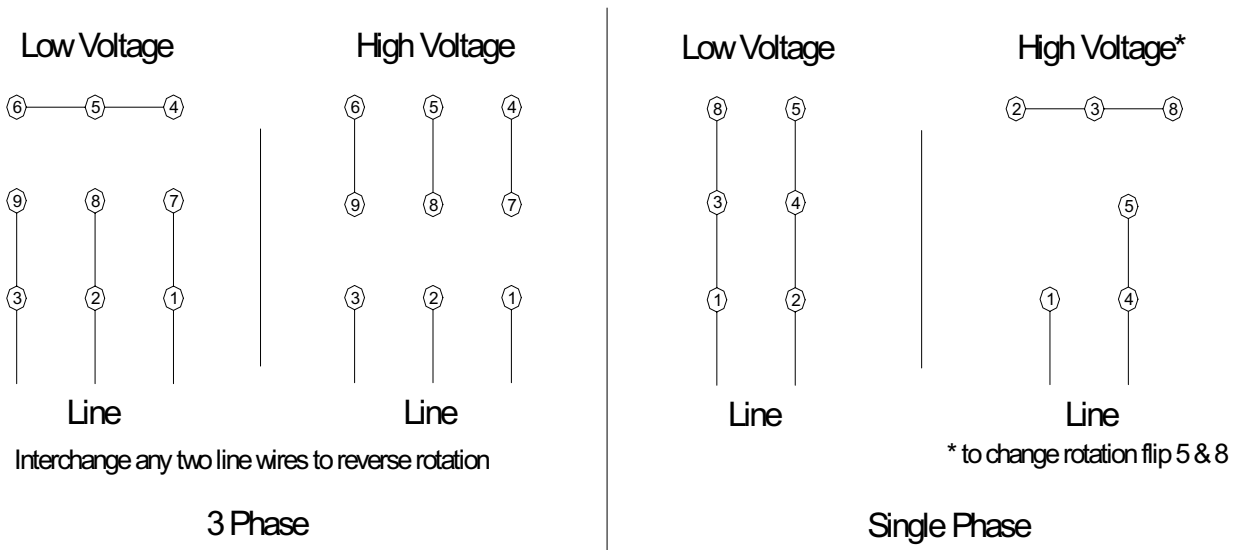 Low Voltage
High Voltage
6 5 4
6 5 4
9 8 7
9 8 7
3 2 1
3 2 1
Line
Line
Interchange any two line wires to reverse rotation
3 Phase
Low Voltage
High Voltage*
8 5
2 3 8
3 4
5
1 2
1 4
Line
Line
* to change rotation flip 5 & 8
Single Phase